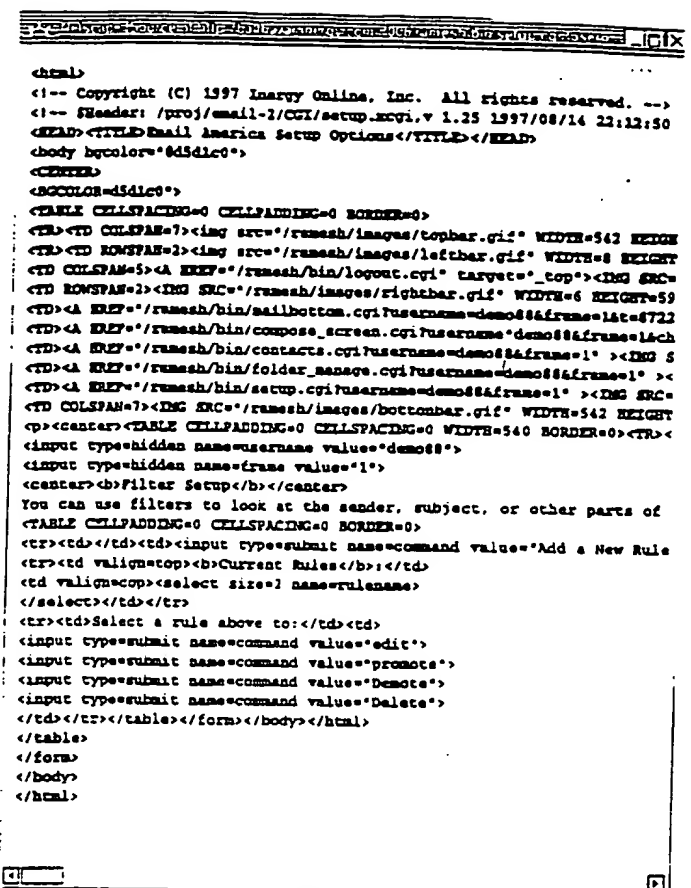 <html>
<!-- Copyright (C) 1997 Inergy Online, Inc.  All rights reserved. -->
<!-- $Header: /proj/email-2/CGI/setup.xcgi,v 1.25 1997/08/14 22:12:50
<HEAD><TITLE>Email America Setup Options</TITLE></HEAD>
<body bgcolor="#d5d1c0">
<CENTER>
<BGCOLOR=d5d1c0">
<TABLE CELLSPACING=0 CELLPADDING=0 BORDER=0>
<TR><TD COLSPAN=7><img src="/ramesh/images/topbar.gif" WIDTH=542 HEIGH
<TR><TD ROWSPAN=2><img src="/ramesh/images/leftbar.gif" WIDTH=8 HEIGHT
<TD COLSPAN=5><A HREF="/ramesh/bin/logout.cgi" target="_top"><IMG SRC=
<TD ROWSPAN=2><IMG SRC="/ramesh/images/rightbar.gif" WIDTH=6 HEIGHT=59
<TD><A HREF="/ramesh/bin/mailbottom.cgi?username=demo88&frame=1&t=8722
<TD><A HREF="/ramesh/bin/compose_screen.cgi?username=demo88&frame=1&ch
<TD><A HREF="/ramesh/bin/contacts.cgi?username=demo88&frame=1" ><IMG S
<TD><A HREF="/ramesh/bin/folder_manage.cgi?username=demo88&frame=1" ><
<TD><A HREF="/ramesh/bin/setup.cgi?username=demo88&frame=1" ><IMG SRC=
<TD COLSPAN=7><IMG SRC="/ramesh/images/bottonbar.gif" WIDTH=542 HEIGHT
<p><center><TABLE CELLPADDING=0 CELLSPACING=0 WIDTH=540 BORDER=0><TR><
<input type=hidden name=username value="demo88">
<input type=hidden name=frame value="1">
<center><b>Filter Setup</b></center>
You can use filters to look at the sender, subject, or other parts of
<TABLE CELLPADDING=0 CELLSPACING=0 BORDER=0>
<tr><td></td><td><input type=submit name=command value="Add a New Rule
<tr><td valign=top><b>Current Rules</b>:</td>
<td valign=top><select size=2 name=rulename>
</select></td></tr>
<tr><td>Select a rule above to:</td><td>
<input type=submit name=command value="edit">
<input type=submit name=command value="promote">
<input type=submit name=command value="Demote">
<input type=submit name=command value="Delete">
</td></tr></table></form></body></html>
</table>
</form>
</body>
</html>